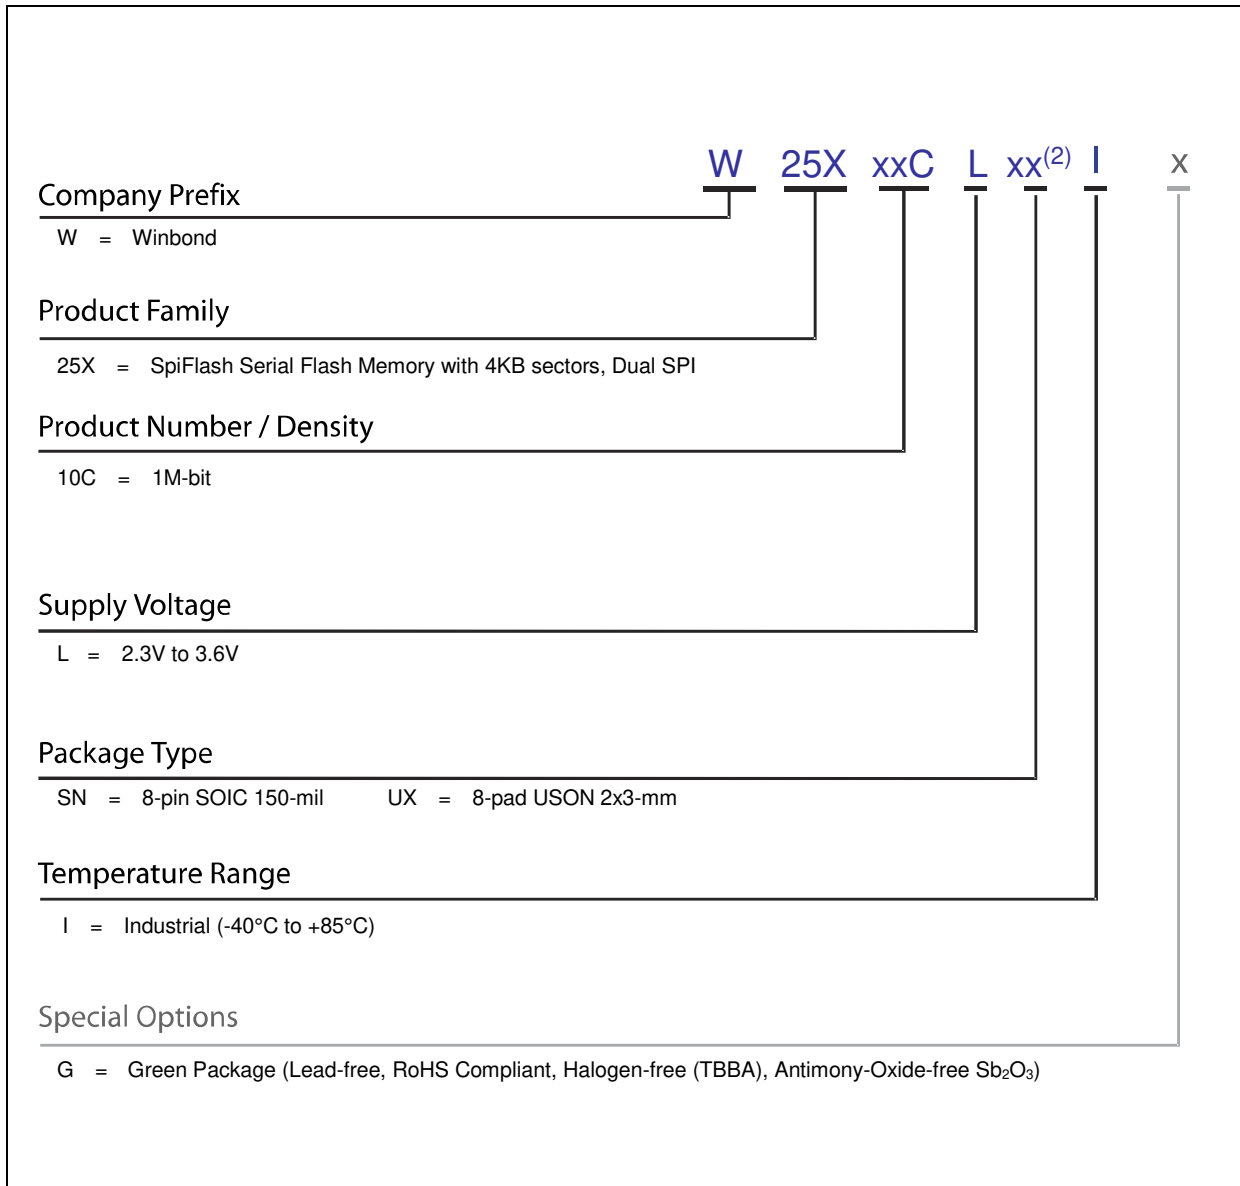 W 25X xxC L xx(2) I x
Company Prefix
W = Winbond
Product Family
25X = SpiFlash Serial Flash Memory with 4KB sectors, Dual SPI
Product Number / Density
10C = 1M-bit
Supply Voltage
L = 2.3V to 3.6V
Package Type
SN = 8-pin SOIC 150-mil UX = 8-pad USON 2x3-mm
Temperature Range
I = Industrial (-40°C to +85°C)
Special Options
G = Green Package (Lead-free, RoHS Compliant, Halogen-free (TBBA), Antimony-Oxide-free Sb₂O₃)